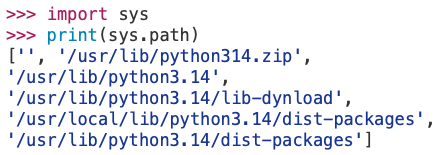 >>> import sys
>>> print(sys.path)
['', '/usr/lib/python314.zip',
'/usr/lib/python3.14',
'/usr/lib/python3.14/lib-dynload',
'/usr/local/lib/python3.14/dist-packages',
'/usr/lib/python3.14/dist-packages']